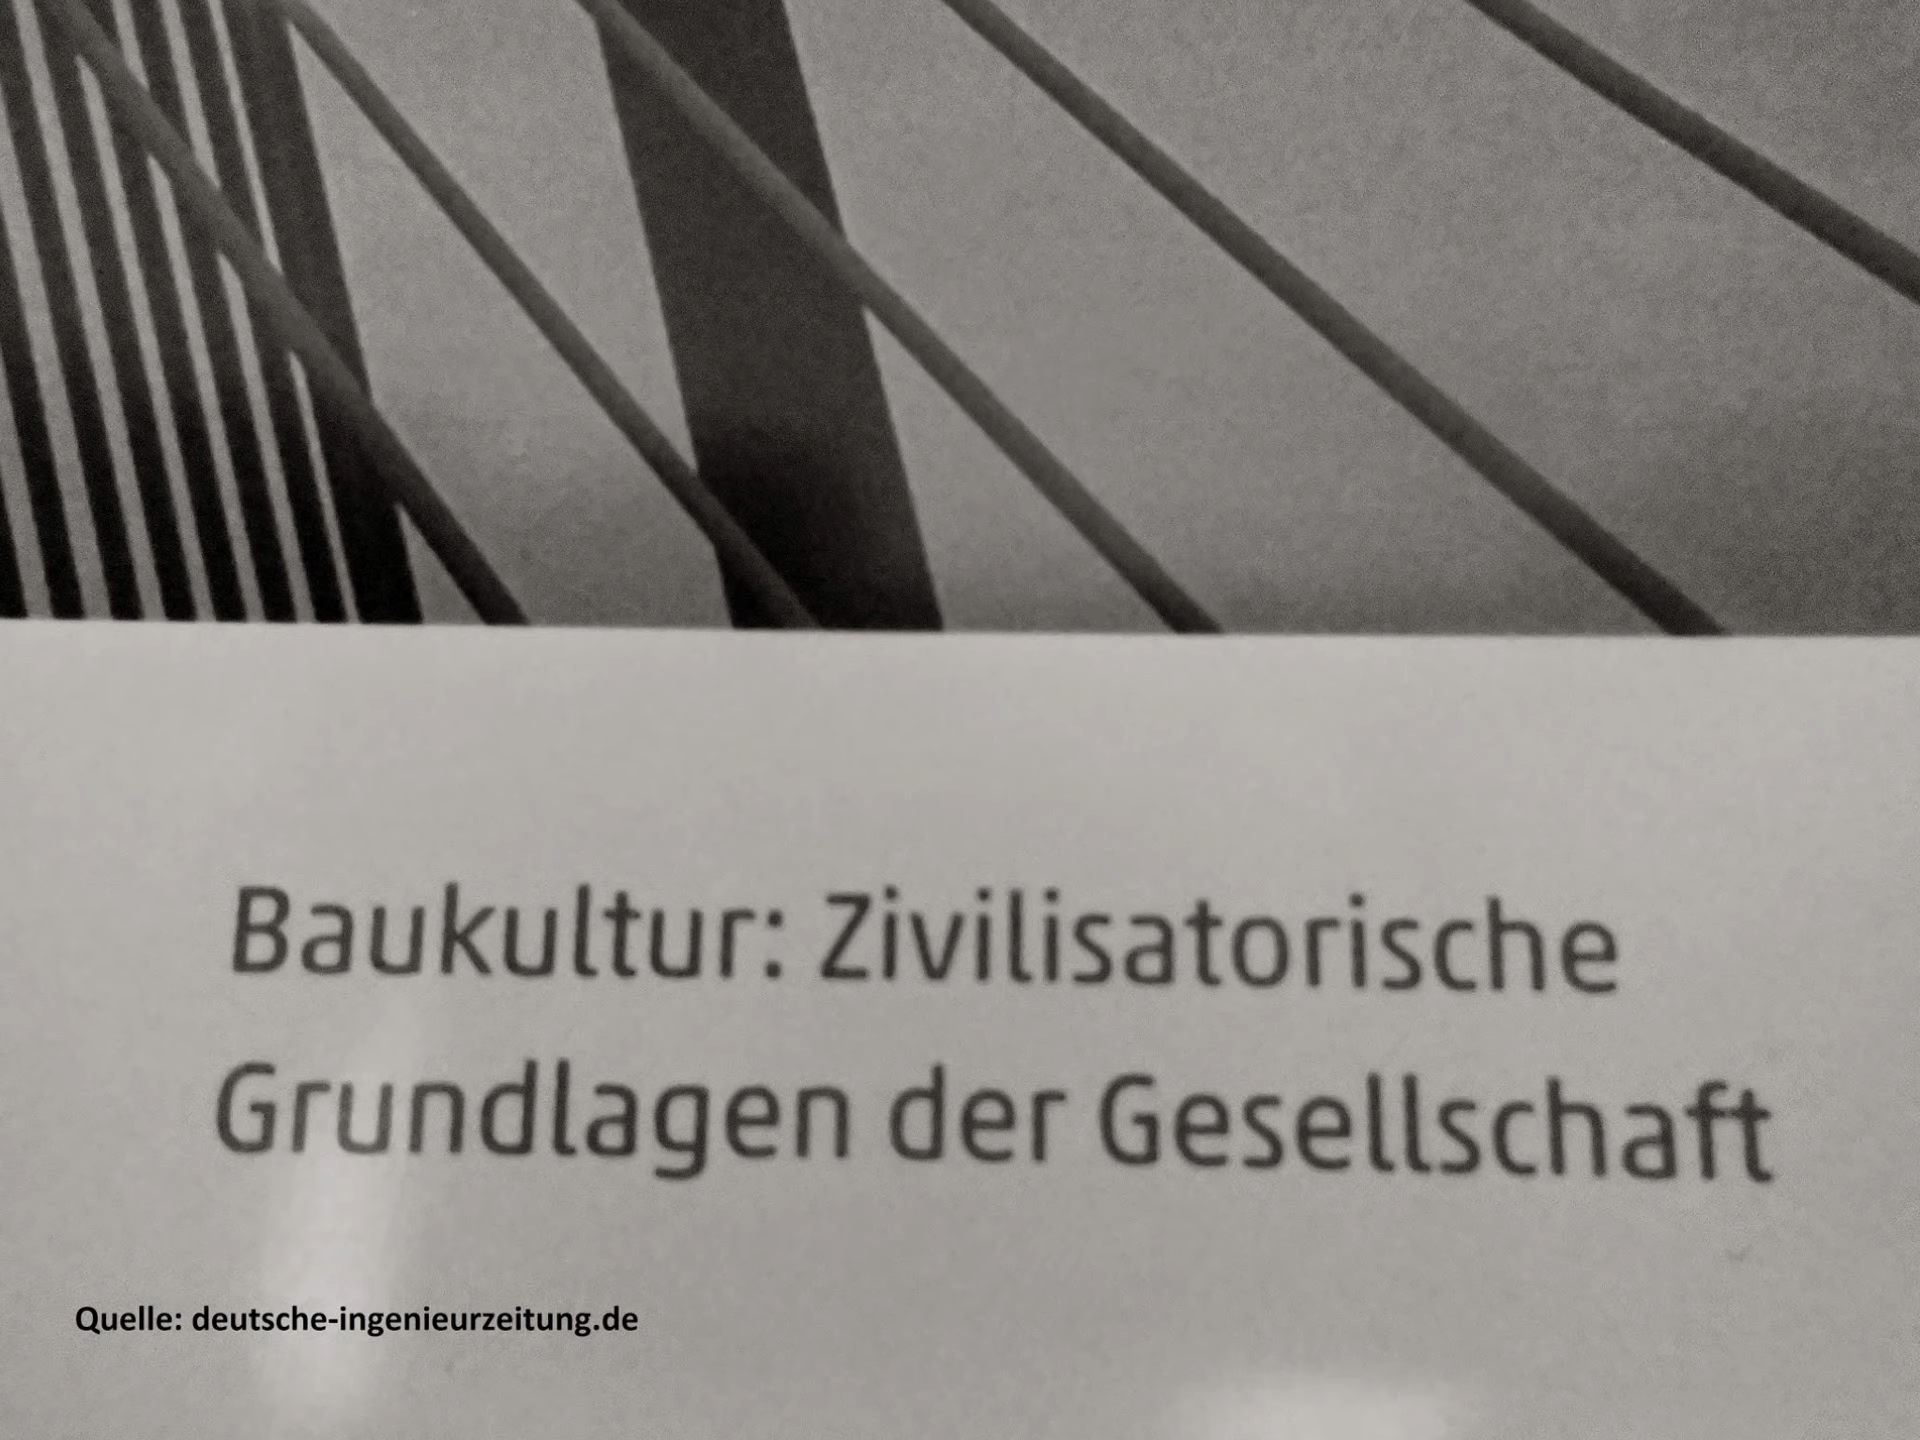 Baukultur: Zivilisatorische
Grundlagen der Gesellschaft
Quelle: deutsche-ingenieurzeitung.de